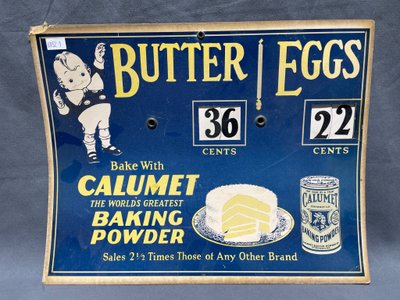 BUTTER EGGS
36 22
CENTS CENTS
Bake With
CALUMET
THE WORLD'S GREATEST
BAKING
POWDER
CALUMET
BAKING POWDER
Sales 2½ Times Those of Any Other Brand